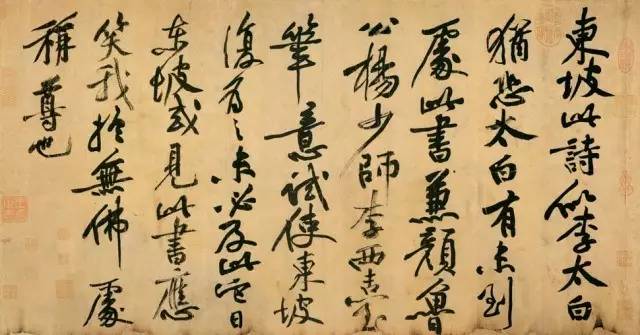 東坡此詩似李太白
猶恐太白有未到
處此書兼顏魯
公楊少師李西臺
筆意試使東坡
復為之未必及此它日
東坡或見此書應
笑我於無佛處
稱尊也